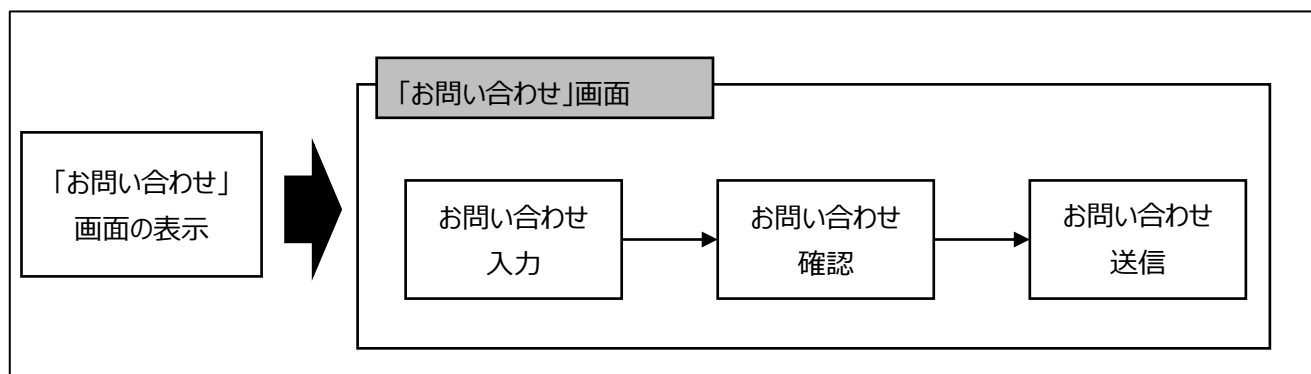 「お問い合わせ」画面
「お問い合わせ」
画面の表示
お問い合わせ
入力
お問い合わせ
確認
お問い合わせ
送信